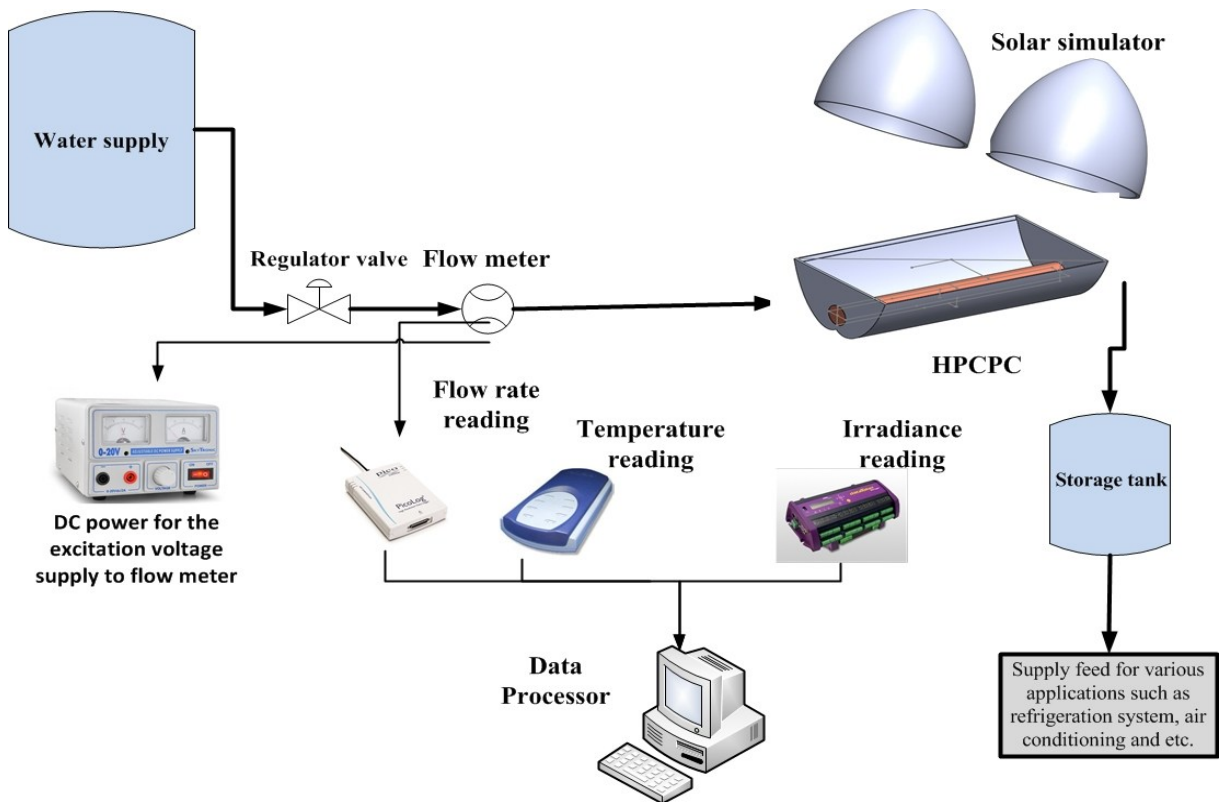 Solar simulator
Water supply
Regulator valve
Flow meter
HPCPC
Flow rate
reading
Temperature
reading
Irradiance
reading
Storage tank
0-20V
pico
PicoLog
DC power for the
excitation voltage
supply to flow meter
Data
Processor
Supply feed for various
applications such as
refrigeration system, air
conditioning and etc.